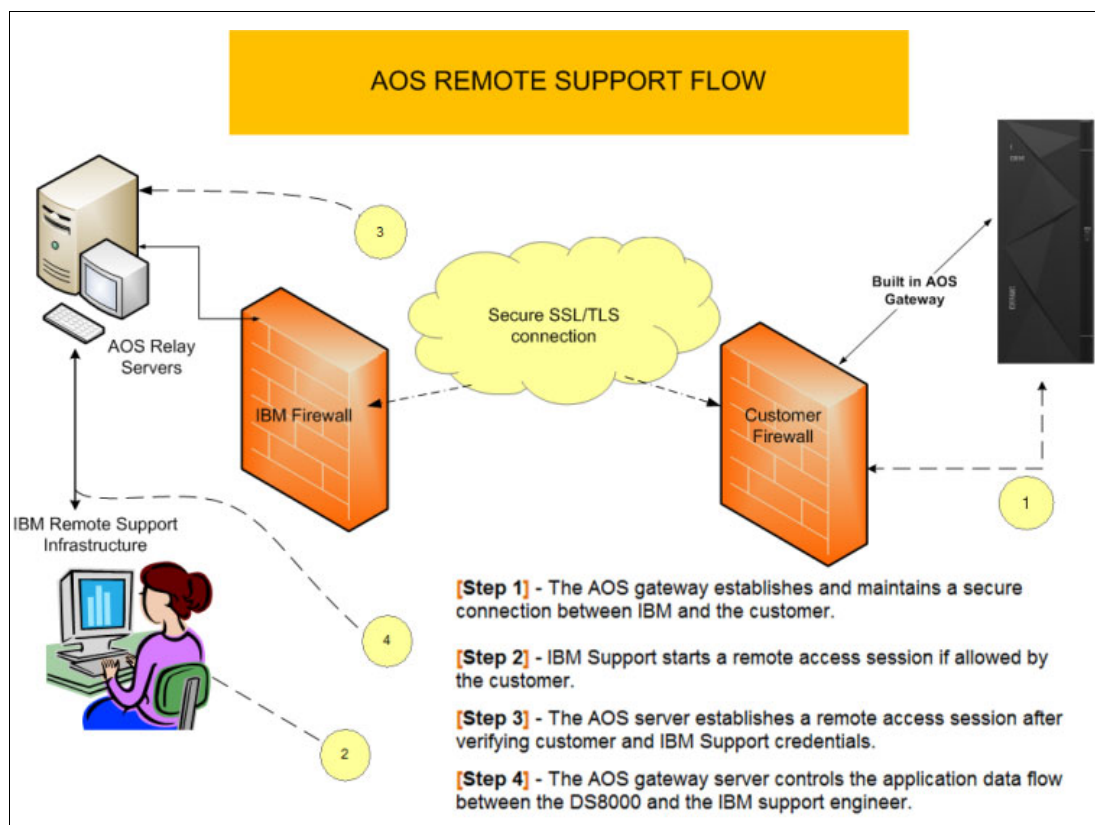 AOS REMOTE SUPPORT FLOW
3
Built in AOS
Gateway
Secure SSL/TLS
connection
AOS Relay
Servers
IBM Firewall
Customer
Firewall
1
IBM Remote Support
Infrastructure
4
2
[Step 1] - The AOS gateway establishes and maintains a secure
connection between IBM and the customer.
[Step 2] - IBM Support starts a remote access session if allowed by
the customer.
[Step 3] - The AOS server establishes a remote access session after
verifying customer and IBM Support credentials.
[Step 4] - The AOS gateway server controls the application data flow
between the DS8000 and the IBM support engineer.